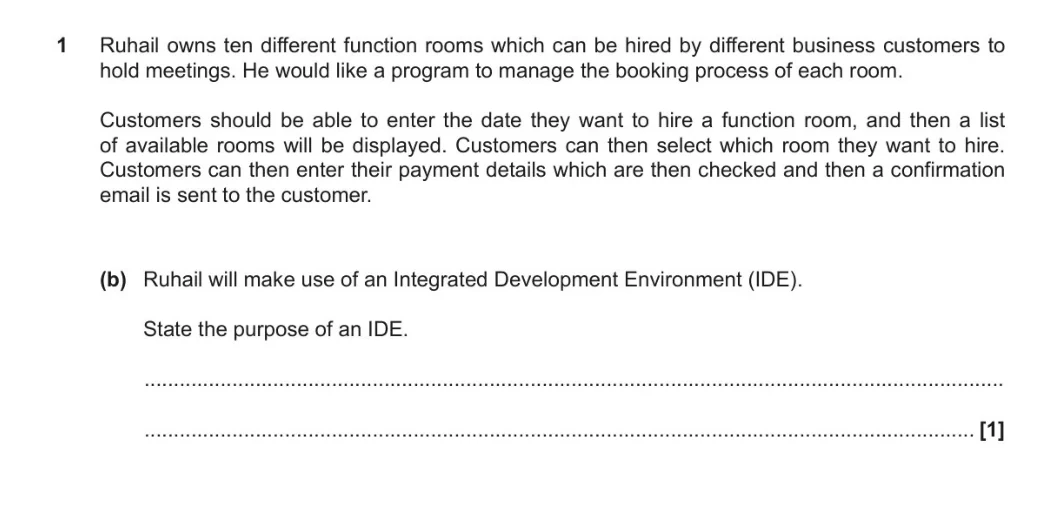 1 Ruhail owns ten different function rooms which can be hired by different business customers to
hold meetings. He would like a program to manage the booking process of each room.
Customers should be able to enter the date they want to hire a function room, and then a list
of available rooms will be displayed. Customers can then select which room they want to hire.
Customers can then enter their payment details which are then checked and then a confirmation
email is sent to the customer.
(b) Ruhail will make use of an Integrated Development Environment (IDE).
State the purpose of an IDE.
[1]